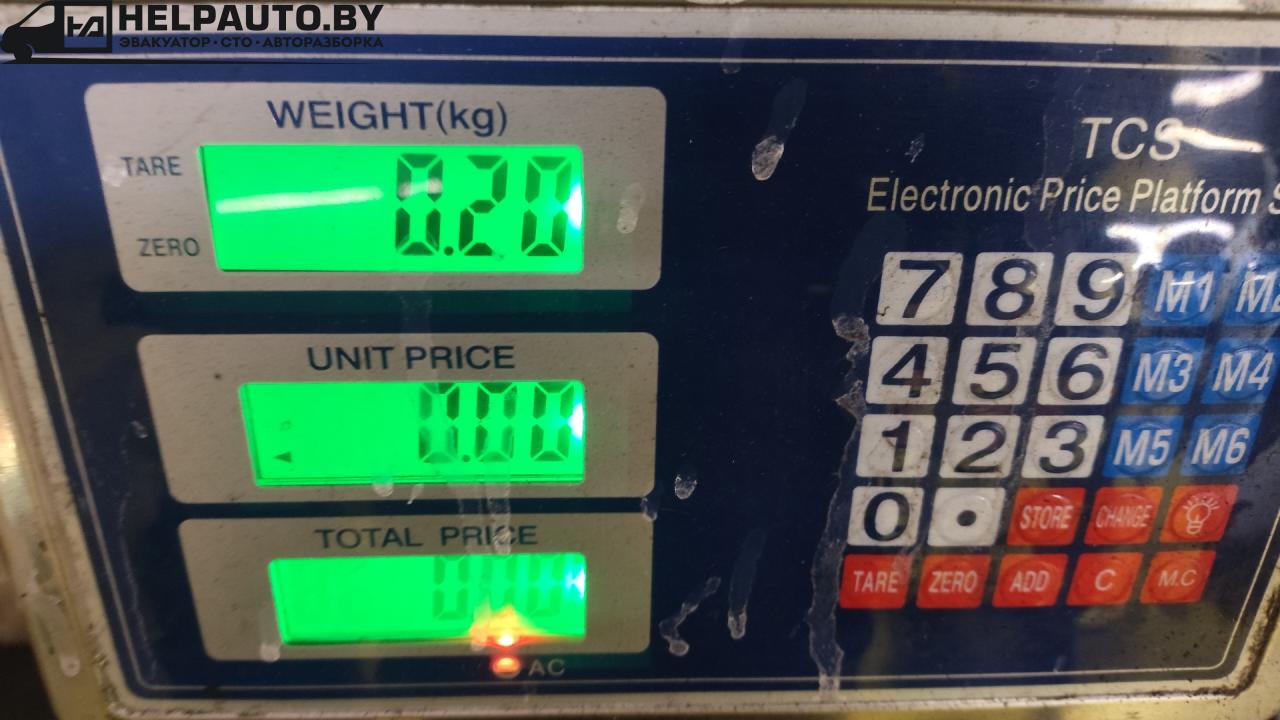 HELPAUTO.BY
ЭВАКУАТОР·СТО·АВТОРАЗБОРКА
WEIGHT(kg)
TARE
0.20
ZERO
UNIT PRICE
0.00
TOTAL PRICE
0.00
AC
TCS
Electronic Price Platform
7 8 9 M1
4 5 6 M3 M4
1 2 3 M5 M6
0 • STORE CHANGE
TARE ZERO ADD C M.C